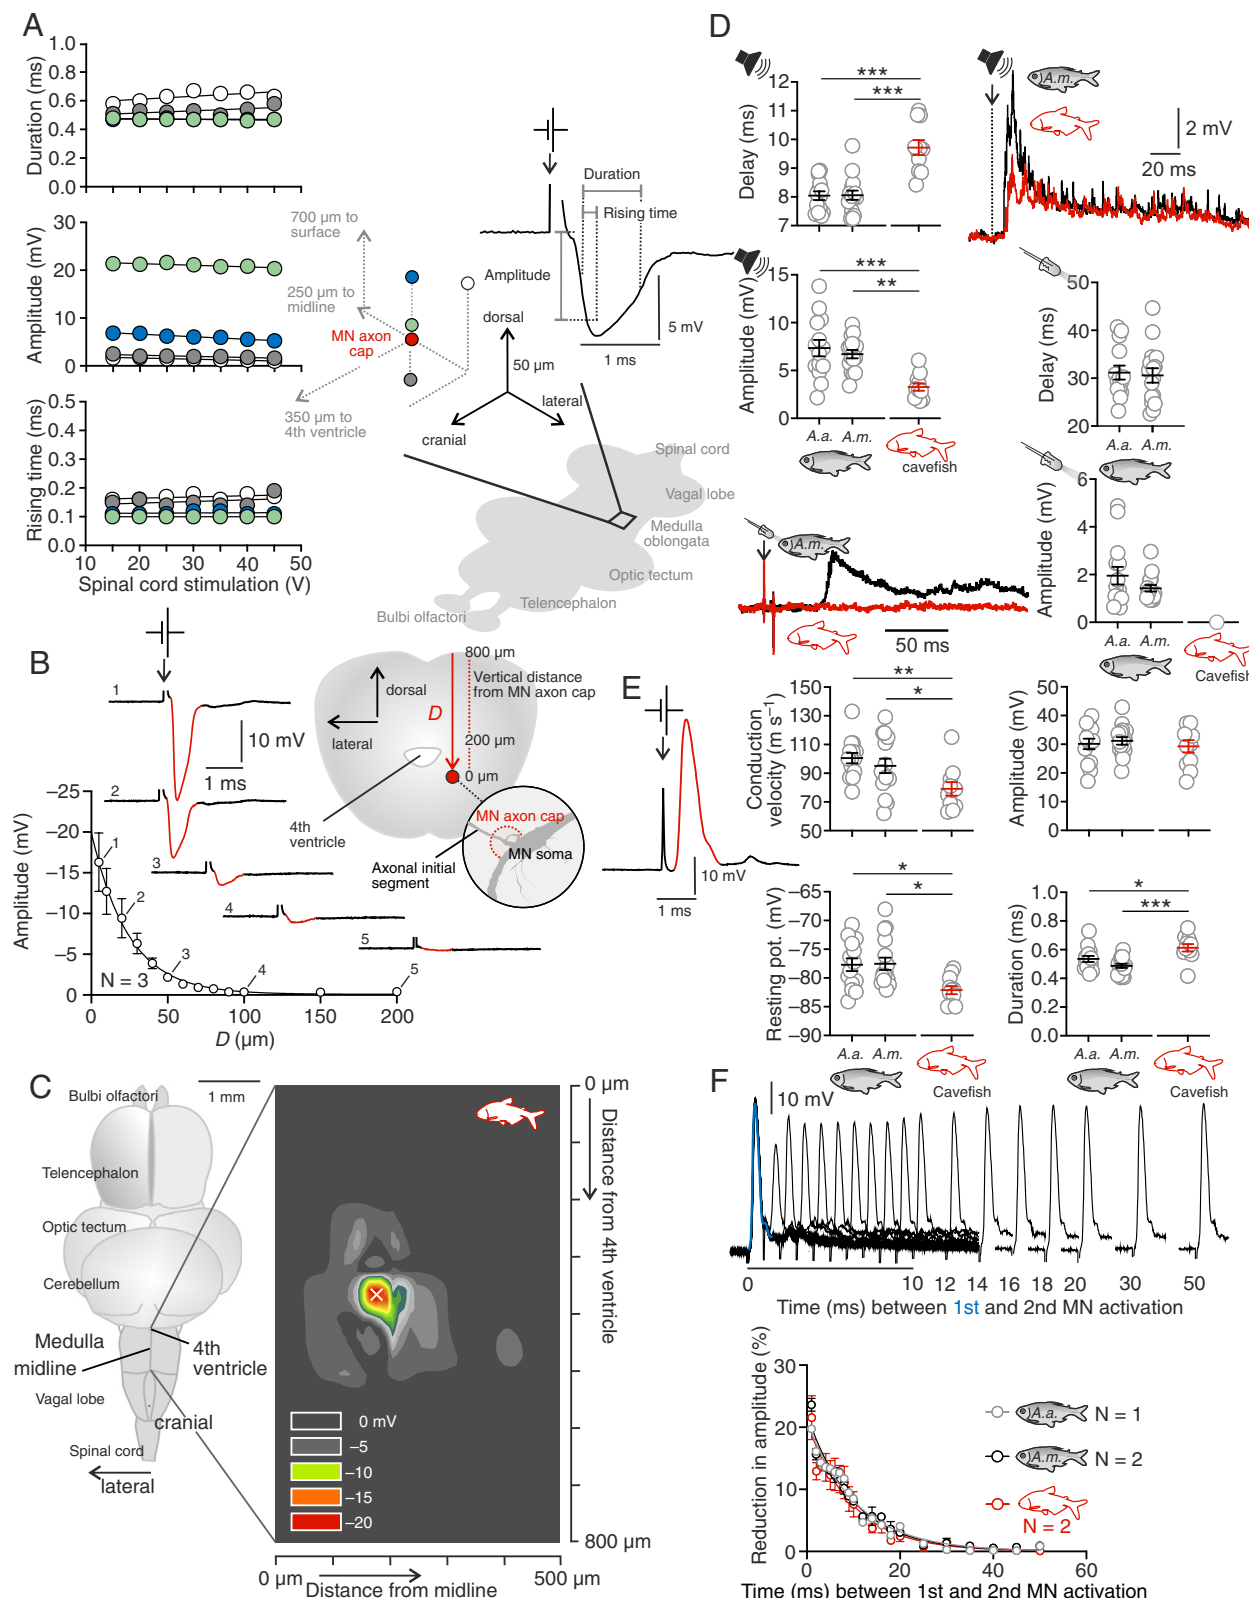 A
1.0
0.8
0.6
0.4
0.2
0.0
Duration (ms)
30
20
10
0
Amplitude (mV)
0.5
0.4
0.3
0.2
0.1
0.0
Rising time (ms)
10
20
30
40
50
Spinal cord stimulation (V)
700 µm to
surface
250 µm to
midline
MN axon
cap
350 µm to
4th ventricle
Duration
Rising time
Amplitude
5 mV
1 ms
dorsal
50 µm
lateral
cranial
Spinal cord
Vagal lobe
Medulla
oblongata
Optic tectum
Telencephalon
Bulbi olfactori
B
1
2
3
4
5
10 mV
1 ms
–25
–20
–15
–10
–5
0
Amplitude (mV)
1
2
3
4
5
N = 3
0
50
100
150
200
D (µm)
800 µm
dorsal
Vertical distance
from MN axon cap
D
lateral
200 µm
0 µm
4th
ventricle
MN axon cap
MN soma
Axonal initial
segment
C
1 mm
Bulbi olfactori
Telencephalon
Optic tectum
Cerebellum
Medulla
midline
4th
ventricle
Vagal lobe
cranial
Spinal cord
lateral
0 µm
Distance from 4th ventricle
800 µm
0 mV
–5
–10
–15
–20
0 µm
Distance from midline
500 µm
D
12
11
10
9
8
7
Delay (ms)
***
***
A.m.
2 mV
20 ms
15
10
5
0
Amplitude (mV)
***
**
A.a.
A.m.
cavefish
50
40
30
20
Delay (ms)
A.a.
A.m.
6
4
2
0
Amplitude (mV)
A.a.
A.m.
Cavefish
A.m.
50 ms
E
10 mV
1 ms
150
130
110
90
70
50
Conduction
velocity (m s⁻¹)
**
*
50
40
30
20
10
0
Amplitude (mV)
–65
–70
–75
–80
–85
–90
Resting pot. (mV)
*
*
A.a.
A.m.
Cavefish
1.0
0.8
0.6
0.4
0.2
0.0
Duration (ms)
*
***
A.a.
A.m.
Cavefish
F
10 mV
0
10
12
14
16
18
20
30
50
Time (ms) between 1st and 2nd MN activation
30
20
10
0
Reduction in amplitude (%)
A.a.
N = 1
A.m.
N = 2
N = 2
0
20
40
60
Time (ms) between 1st and 2nd MN activation